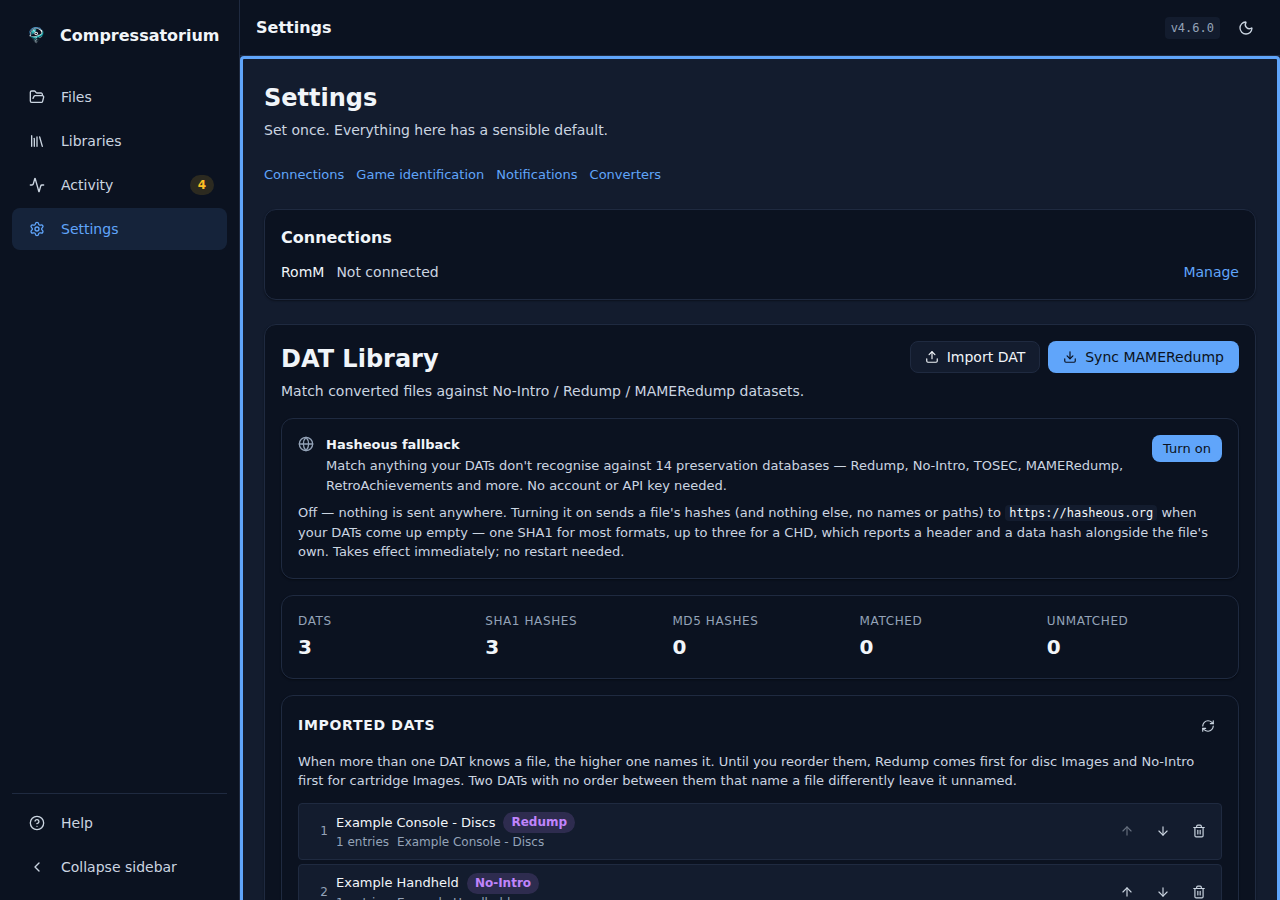 Compressatorium
Settings
v4.6.0
Files
Libraries
Activity
4
Settings
Help
Collapse sidebar
Settings
Set once. Everything here has a sensible default.
Connections Game identification Notifications Converters
Connections
RomM Not connected
Manage
DAT Library
Import DAT
Sync MAMERedump
Match converted files against No-Intro / Redump / MAMERedump datasets.
Hasheous fallback
Turn on
Match anything your DATs don't recognise against 14 preservation databases — Redump, No-Intro, TOSEC, MAMERedump,
RetroAchievements and more. No account or API key needed.
Off — nothing is sent anywhere. Turning it on sends a file's hashes (and nothing else, no names or paths) to https://hasheous.org when
your DATs come up empty — one SHA1 for most formats, up to three for a CHD, which reports a header and a data hash alongside the file's
own. Takes effect immediately; no restart needed.
DATS SHA1 HASHES MD5 HASHES MATCHED UNMATCHED
3 3 0 0 0
IMPORTED DATS
When more than one DAT knows a file, the higher one names it. Until you reorder them, Redump comes first for disc Images and No-Intro
first for cartridge Images. Two DATs with no order between them that name a file differently leave it unnamed.
1 Example Console - Discs Redump
1 entries Example Console - Discs
2 Example Handheld No-Intro